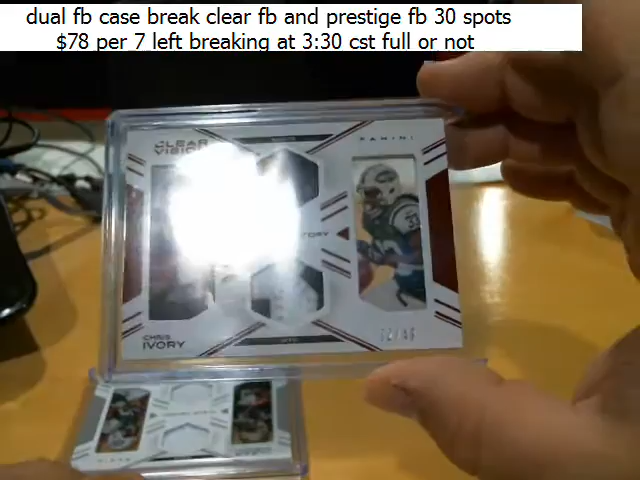 dual fb case break clear fb and prestige fb 30 spots
$78 per 7 left breaking at 3:30 cst full or not
CLEAR
VISION
PANINI
CHRIS
IVORY